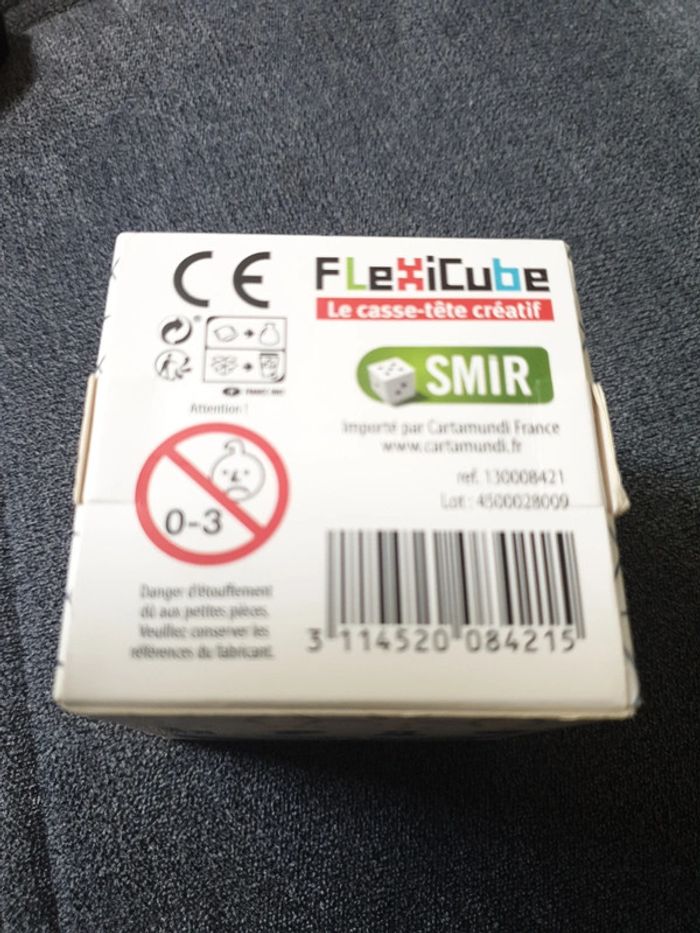 CE
FLeXiCube
Le casse-tête créatif
SMIR
Importé par Cartamundi France
www.cartamundi.fr
ref. 130008421
Lot : 4500028009
Attention !
0-3
Danger d'étouffement
dû aux petites pièces.
Veuillez conserver les
références du fabricant.
3 114520 084215